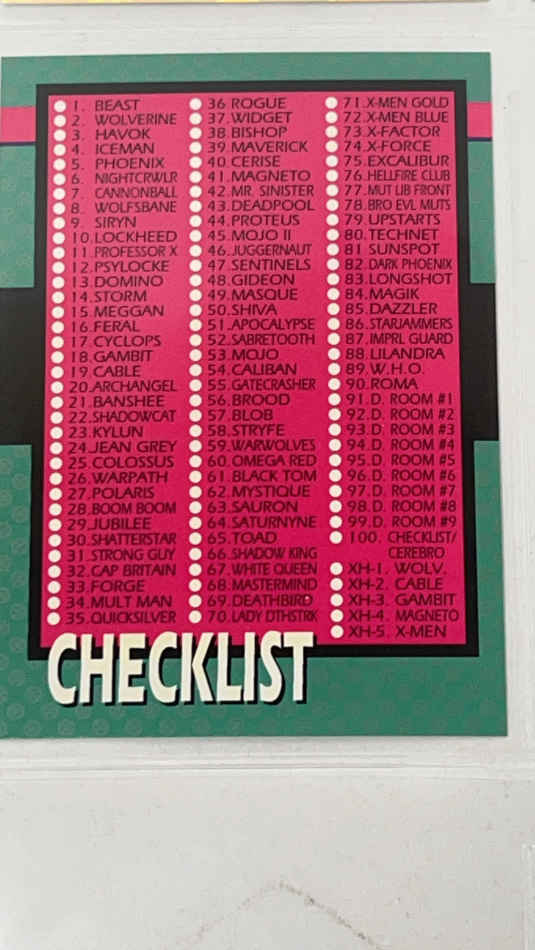 1. BEAST
2. WOLVERINE
3. HAVOK
4. ICEMAN
5. PHOENIX
6. NIGHTCRWLR
7. CANNONBALL
8. WOLFSBANE
9. SIRYN
10. LOCKHEED
11. PROFESSOR X
12. PSYLOCKE
13. DOMINO
14. STORM
15. MEGGAN
16. FERAL
17. CYCLOPS
18. GAMBIT
19. CABLE
20. ARCHANGEL
21. BANSHEE
22. SHADOWCAT
23. KYLUN
24. JEAN GREY
25. COLOSSUS
26. WARPATH
27. POLARIS
28. BOOM BOOM
29. JUBILEE
30. SHATTERSTAR
31. STRONG GUY
32. CAP BRITAIN
33. FORGE
34. MULT MAN
35. QUICKSILVER
36. ROGUE
37. WIDGET
38. BISHOP
39. MAVERICK
40 CERISE
41. MAGNETO
42. MR. SINISTER
43. DEADPOOL
44. PROTEUS
45. MOJO II
46. JUGGERNAUT
47. SENTINELS
48. GIDEON
49. MASQUE
50. SHIVA
51. APOCALYPSE
52. SABRETOOTH
53. MOJO
54. CALIBAN
55. GATECRASHER
56. BROOD
57. BLOB
58. STRYFE
59. WARWOLVES
60. OMEGA RED
61. BLACK TOM
62. MYSTIQUE
63. SAURON
64. SATURNYNE
65. TOAD
66. SHADOW KING
67. WHITE QUEEN
68. MASTERMIND
69. DEATHBIRD
70. LADY DTHSTRK
71. X-MEN GOLD
72. X-MEN BLUE
73. X-FACTOR
74. X-FORCE
75. EXCALIBUR
76. HELLFIRE CLUB
77. MUT LIB FRONT
78. BRO EVL MUTS
79. UPSTARTS
80. TECHNET
81 SUNSPOT
82. DARK PHOENIX
83. LONGSHOT
84. MAGIK
85. DAZZLER
86. STARJAMMERS
87. IMPRL GUARD
88. LILANDRA
89. W.H.O.
90. ROMA
91. D. ROOM #1
92. D. ROOM #2
93. D. ROOM #3
94. D. ROOM #4
95. D. ROOM #5
96. D. ROOM #6
97. D. ROOM #7
98. D. ROOM #8
99. D. ROOM #9
100. CHECKLIST/
CEREBRO
XH-1. WOLV.
XH-2. CABLE
XH-3. GAMBIT
XH-4. MAGNETO
XH-5. X-MEN
CHECKLIST